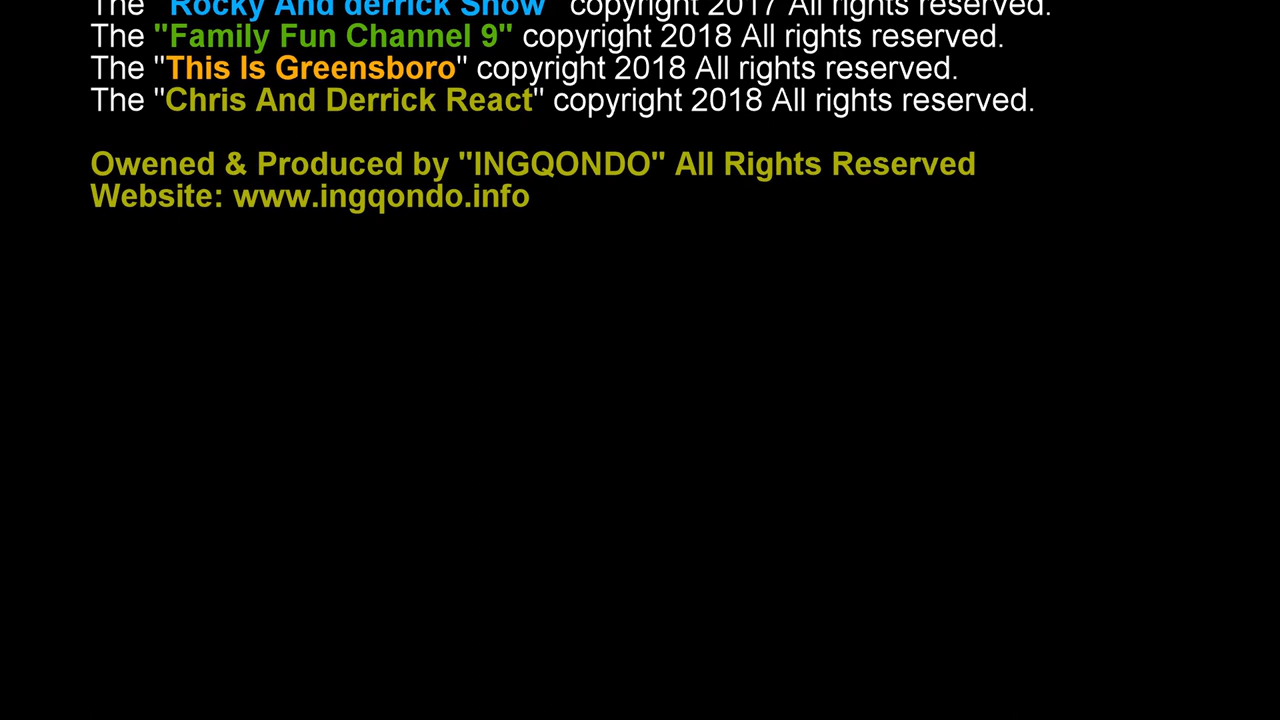 The "Rocky And derrick Show" copyright 2017 All rights reserved.
The "Family Fun Channel 9" copyright 2018 All rights reserved.
The "This Is Greensboro" copyright 2018 All rights reserved.
The "Chris And Derrick React" copyright 2018 All rights reserved.
Owened & Produced by "INGQONDO" All Rights Reserved
Website: www.ingqondo.info